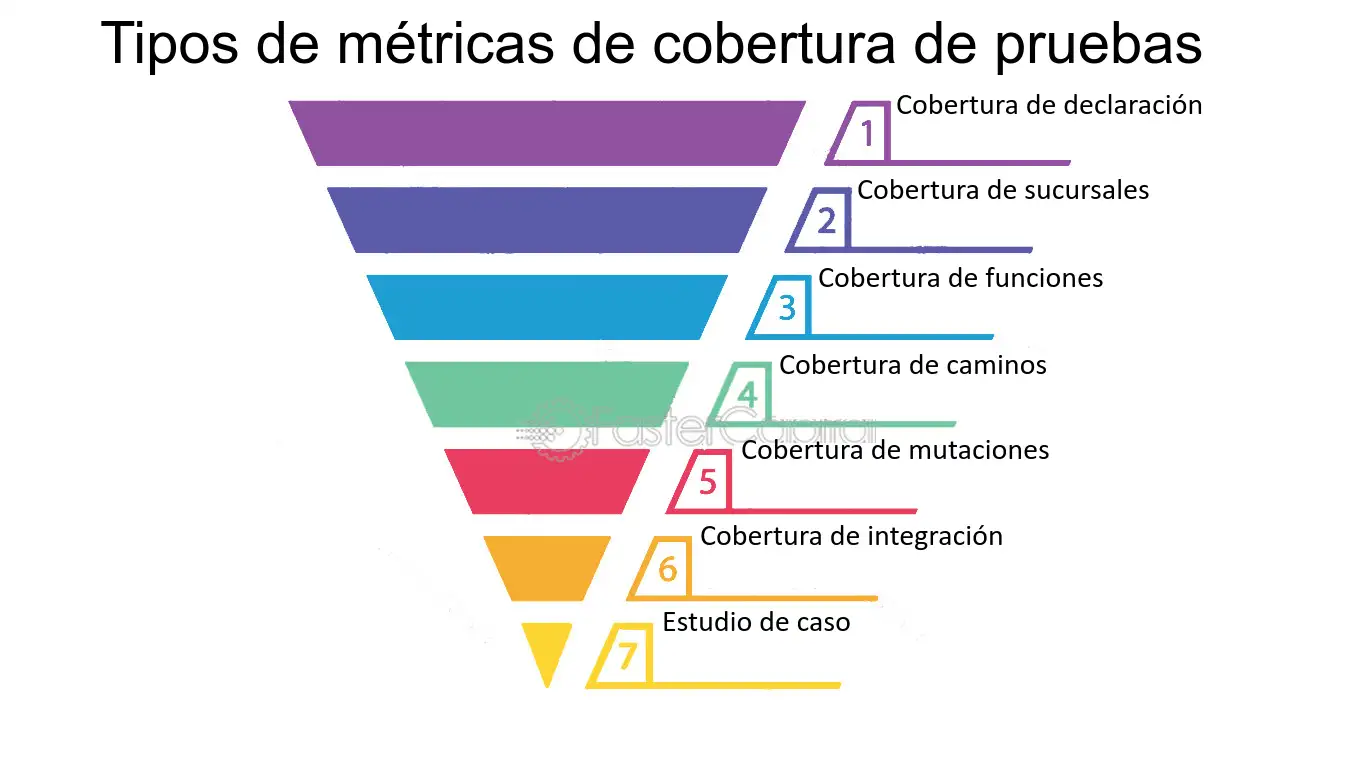 Tipos de métricas de cobertura de pruebas
1 Cobertura de declaración
2 Cobertura de sucursales
3 Cobertura de funciones
4 Cobertura de caminos
FasterCapital
5 Cobertura de mutaciones
6 Cobertura de integración
7 Estudio de caso